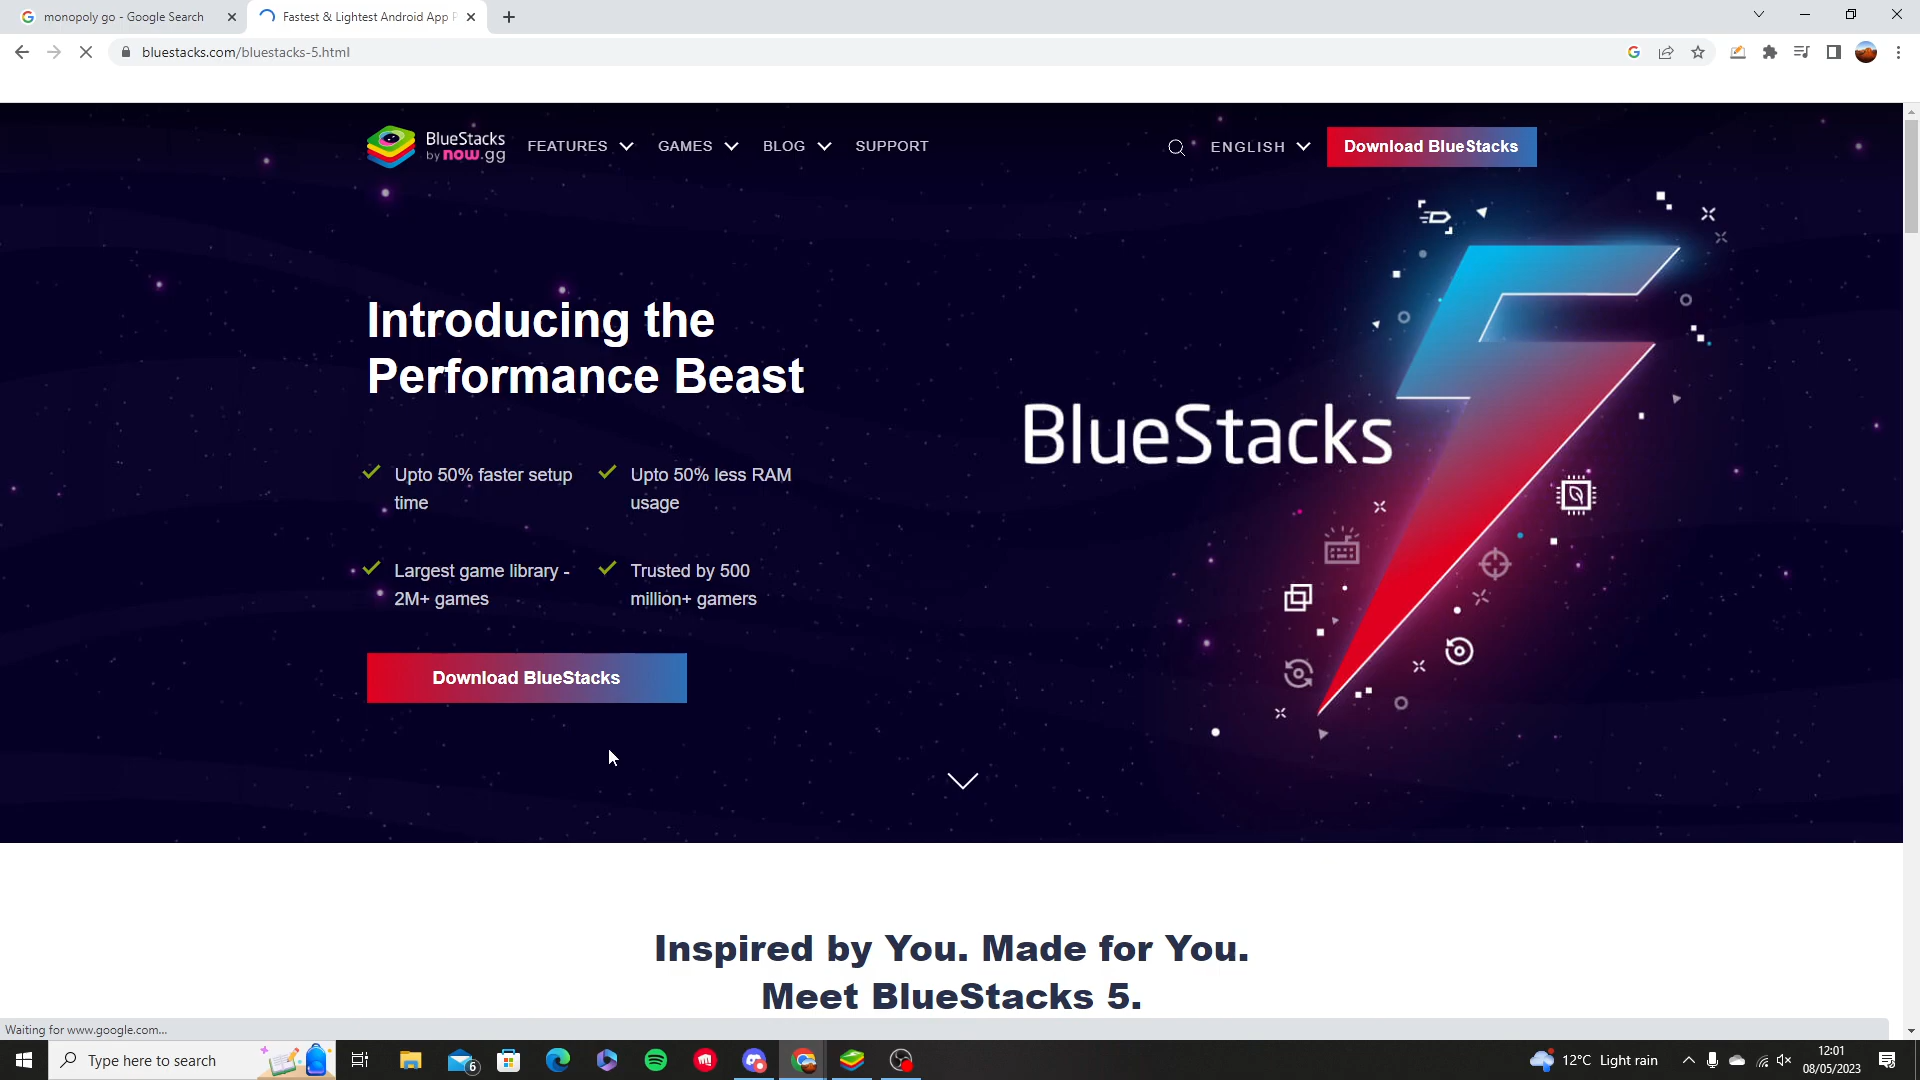 monopoly go - Google Search
Fastest & Lightest Android App P
bluestacks.com/bluestacks-5.html
BlueStacks
by now.gg
FEATURES
GAMES
BLOG
SUPPORT
ENGLISH
Download BlueStacks
Introducing the
Performance Beast
Upto 50% faster setup
time
Upto 50% less RAM
usage
Largest game library -
2M+ games
Trusted by 500
million+ gamers
Download BlueStacks
BlueStacks
Inspired by You. Made for You.
Meet BlueStacks 5.
Waiting for www.google.com...
Type here to search
6
12°C Light rain
12:01
08/05/2023